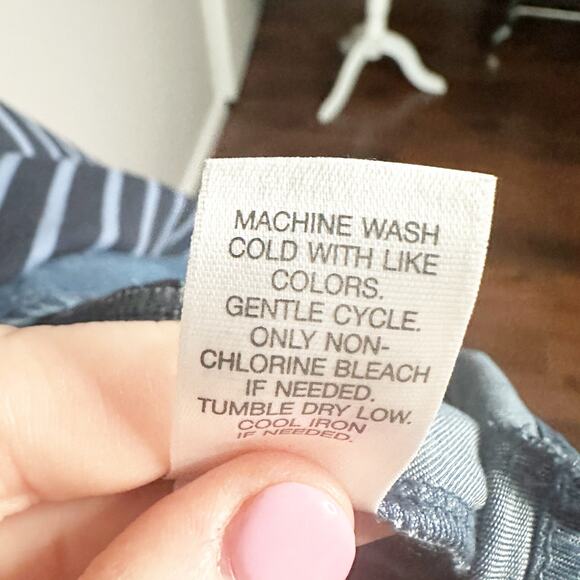 MACHINE WASH
COLD WITH LIKE
COLORS.
GENTLE CYCLE.
ONLY NON-
CHLORINE BLEACH
IF NEEDED.
TUMBLE DRY LOW.
COOL IRON
IF NEEDED.